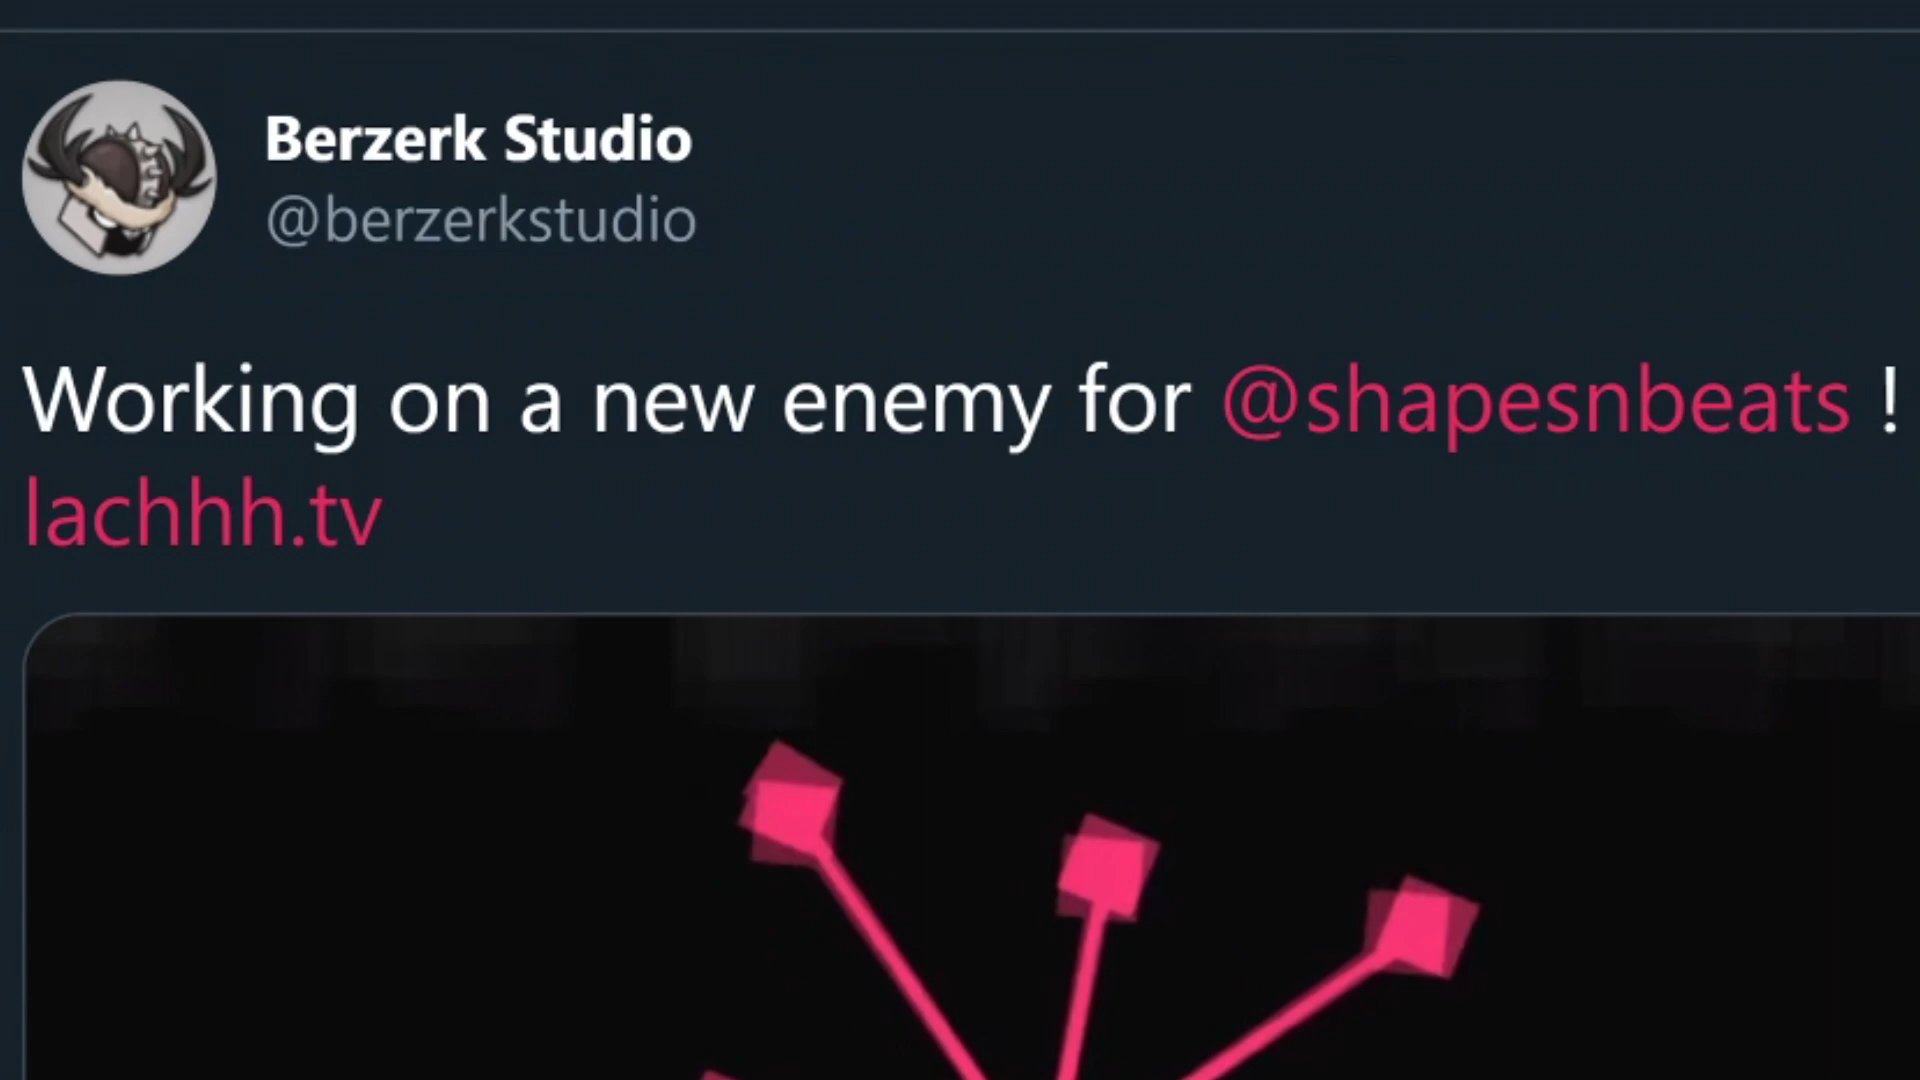 Berzerk Studio
@berzerkstudio
Working on a new enemy for @shapesnbeats !
lachhh.tv